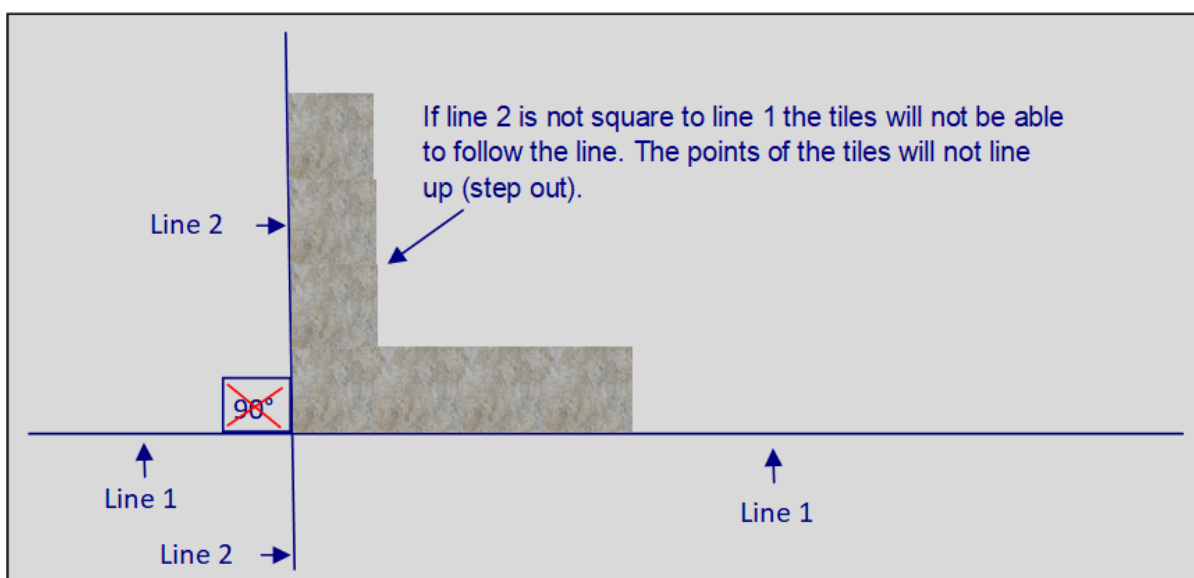 If line 2 is not square to line 1 the tiles will not be able
to follow the line. The points of the tiles will not line
up (step out).
Line 2
90°
Line 1
Line 1
Line 2